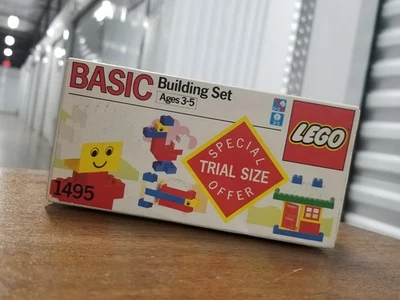 BASIC Building Set
Ages 3-5
LEGO
SPECIAL
TRIAL SIZE
OFFER
1495